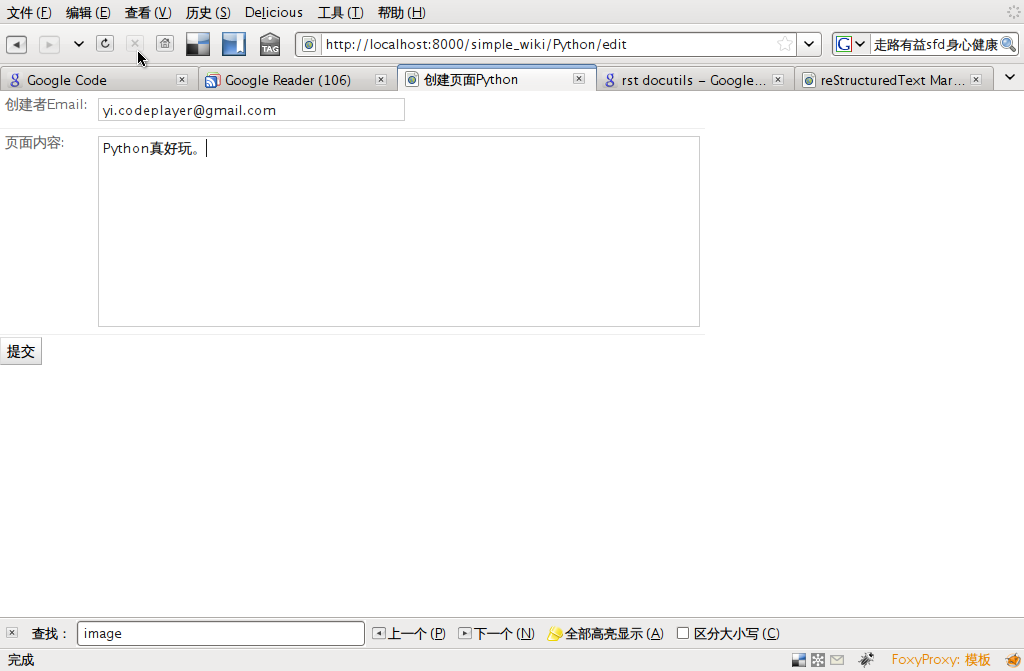 文件 (F) 编辑 (E) 查看 (V) 历史 (S) Delicious 工具 (T) 帮助 (H)
TAG http://localhost:8000/simple_wiki/Python/edit G 走路有益sfd身心健康
Google Code Google Reader (106) 创建页面Python rst docutils – Google... reStructuredText Mar...
创建者Email: yi.codeplayer@gmail.com
页面内容: Python真好玩。
提交
查找： image 上一个 (P) 下一个 (N) 全部高亮显示 (A) 区分大小写 (C)
完成 FoxyProxy: 模板